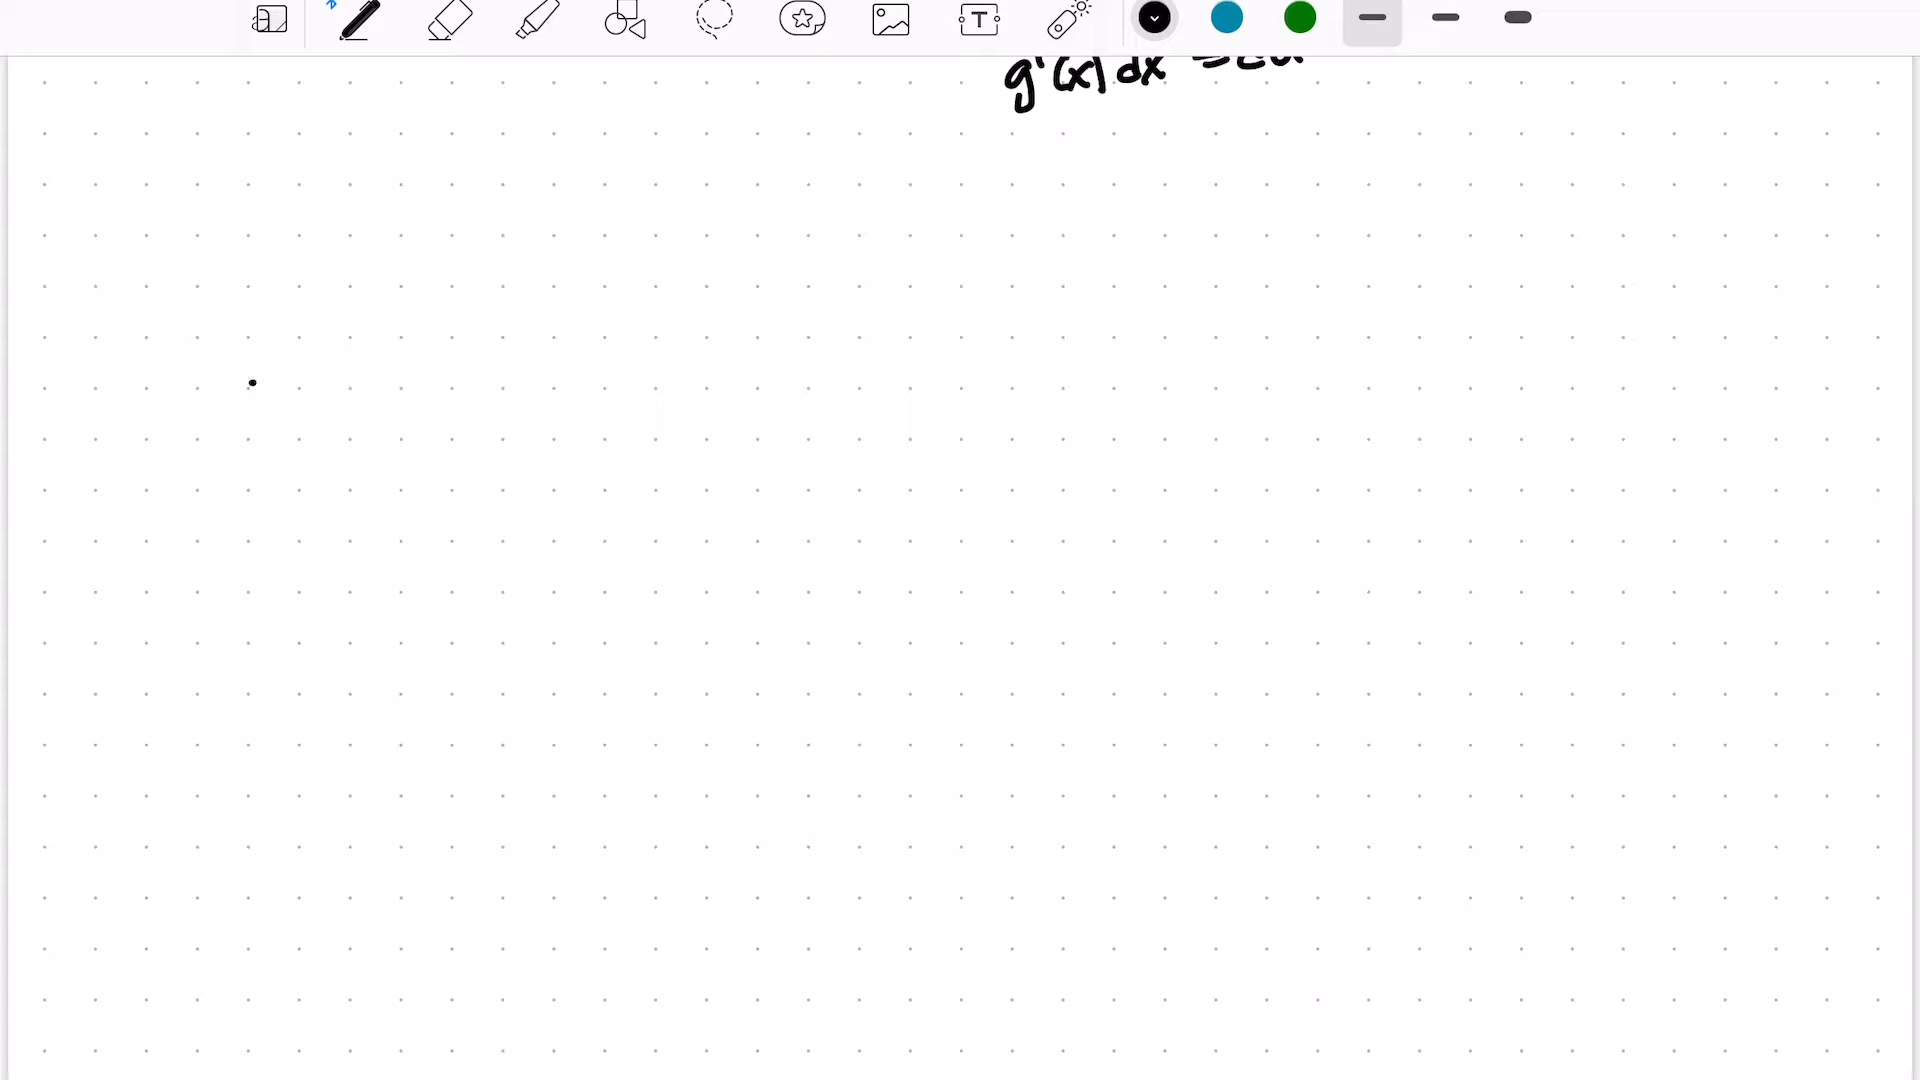 g'(x) dx =